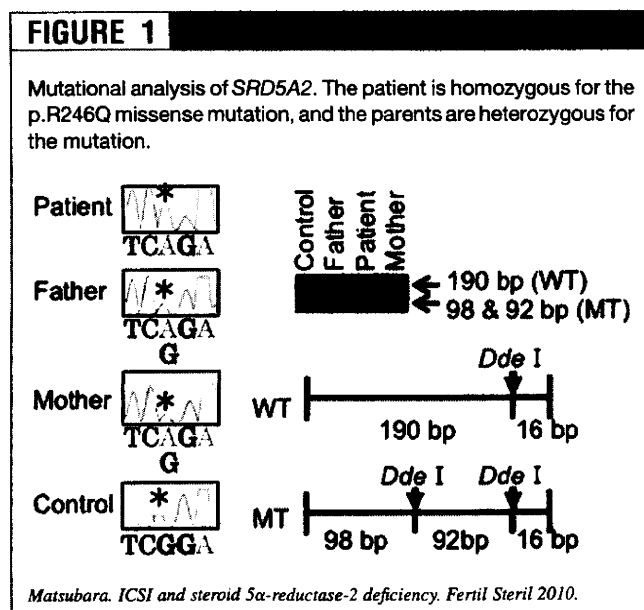 FIGURE 1
Mutational analysis of SRD5A2. The patient is homozygous for the
p.R246Q missense mutation, and the parents are heterozygous for
the mutation.
Patient
TCAGA
Father
TCAGA
G
Mother
TCAGA
G
Control
TCGGA
Control
Father
Patient
Mother
190 bp (WT)
98 & 92 bp (MT)
Dde I
WT
190 bp 16 bp
Dde I Dde I
MT
98 bp 92bp 16 bp
Matsubara. ICSI and steroid 5α-reductase-2 deficiency. Fertil Steril 2010.